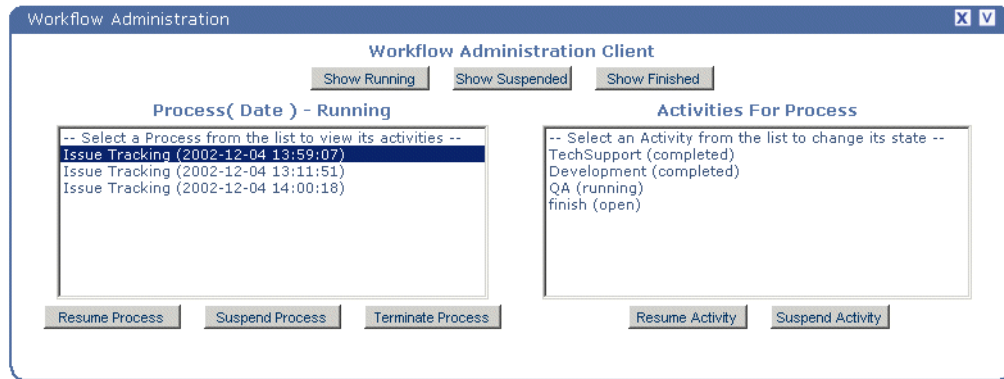 Workflow Administration
X V
Workflow Administration Client
Show Running Show Suspended Show Finished
Process( Date ) - Running
-- Select a Process from the list to view its activities --
Issue Tracking (2002-12-04 13:59:07)
Issue Tracking (2002-12-04 13:11:51)
Issue Tracking (2002-12-04 14:00:18)
Resume Process Suspend Process Terminate Process
Activities For Process
-- Select an Activity from the list to change its state --
TechSupport (completed)
Development (completed)
QA (running)
finish (open)
Resume Activity Suspend Activity